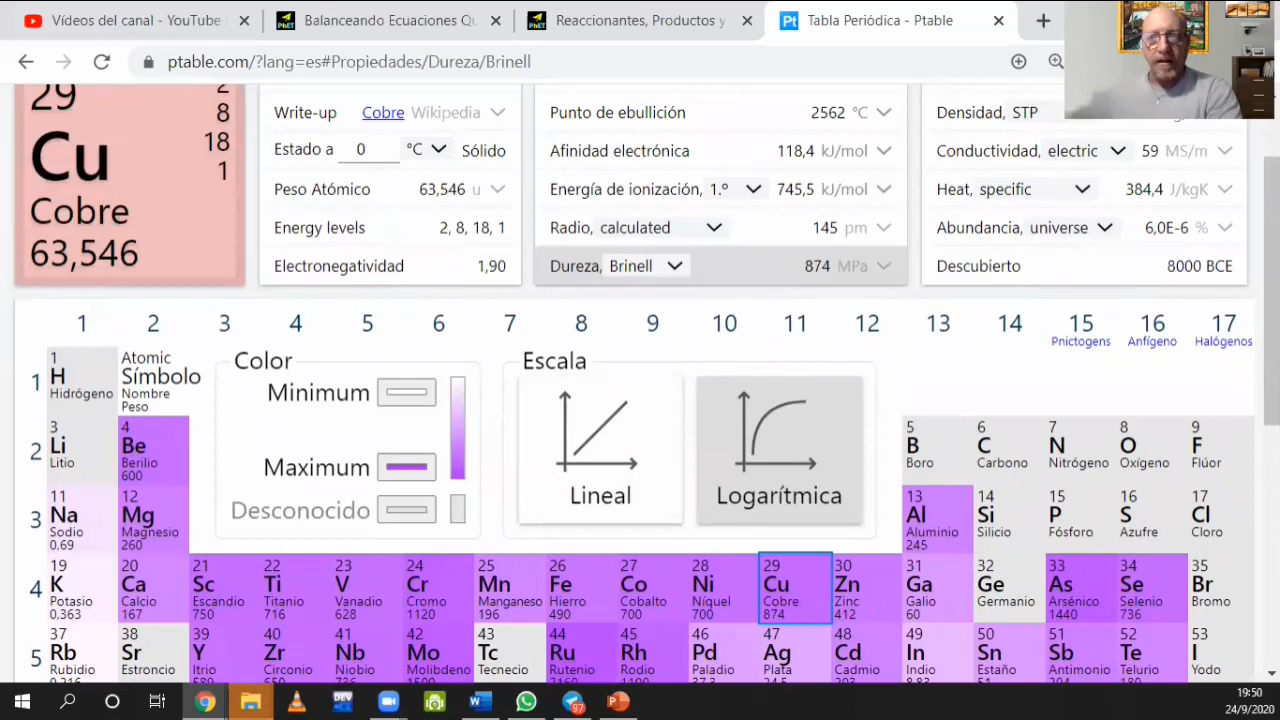 Vídeos del canal - YouTube
Balanceando Ecuaciones Qu
Reaccionantes, Productos y
Tabla Periódica - Ptable
ptable.com/?lang=es#Propiedades/Dureza/Brinell
29
Cu
Cobre
63,546
2
8
18
1
Write-up Cobre Wikipedia
Estado a 0 °C Sólido
Peso Atómico 63,546 u
Energy levels 2, 8, 18, 1
Electronegatividad 1,90
Punto de ebullición 2562 °C
Afinidad electrónica 118,4 kJ/mol
Energía de ionización, 1.º 745,5 kJ/mol
Radio, calculated 145 pm
Dureza, Brinell 874 MPa
Densidad, STP
Conductividad, electric 59 MS/m
Heat, specific 384,4 J/kgK
Abundancia, universe 6,0E-6 %
Descubierto 8000 BCE
1 2 3 4 5 6 7 8 9 10 11 12 13 14 15 16 17
Pnictogens Anfígeno Halógenos
Color
Minimum
Maximum
Desconocido
Escala
Lineal
Logarítmica
1
1
H
Hidrógeno
Atomic
Símbolo
Nombre
Peso
2
3
Li
Litio
4
Be
Berilio
600
5
B
Boro
6
C
Carbono
7
N
Nitrógeno
8
O
Oxígeno
9
F
Flúor
3
11
Na
Sodio
0,69
12
Mg
Magnesio
260
13
Al
Aluminio
245
14
Si
Silicio
15
P
Fósforo
16
S
Azufre
17
Cl
Cloro
4
19
K
Potasio
0,363
20
Ca
Calcio
167
21
Sc
Escandio
750
22
Ti
Titanio
716
23
V
Vanadio
628
24
Cr
Cromo
1120
25
Mn
Manganeso
196
26
Fe
Hierro
490
27
Co
Cobalto
700
28
Ni
Níquel
700
29
Cu
Cobre
874
30
Zn
Zinc
412
31
Ga
Galio
60
32
Ge
Germanio
33
As
Arsénico
1440
34
Se
Selenio
736
35
Br
Bromo
5
37
Rb
Rubidio
38
Sr
Estroncio
39
Y
Itrio
40
Zr
Circonio
41
Nb
Niobio
42
Mo
Molibdeno
43
Tc
Tecnecio
44
Ru
Rutenio
45
Rh
Rodio
46
Pd
Paladio
47
Ag
Plata
48
Cd
Cadmio
49
In
Indio
50
Sn
Estaño
51
Sb
Antimonio
52
Te
Telurio
53
I
Yodo
DEV
97
19:50
24/9/2020